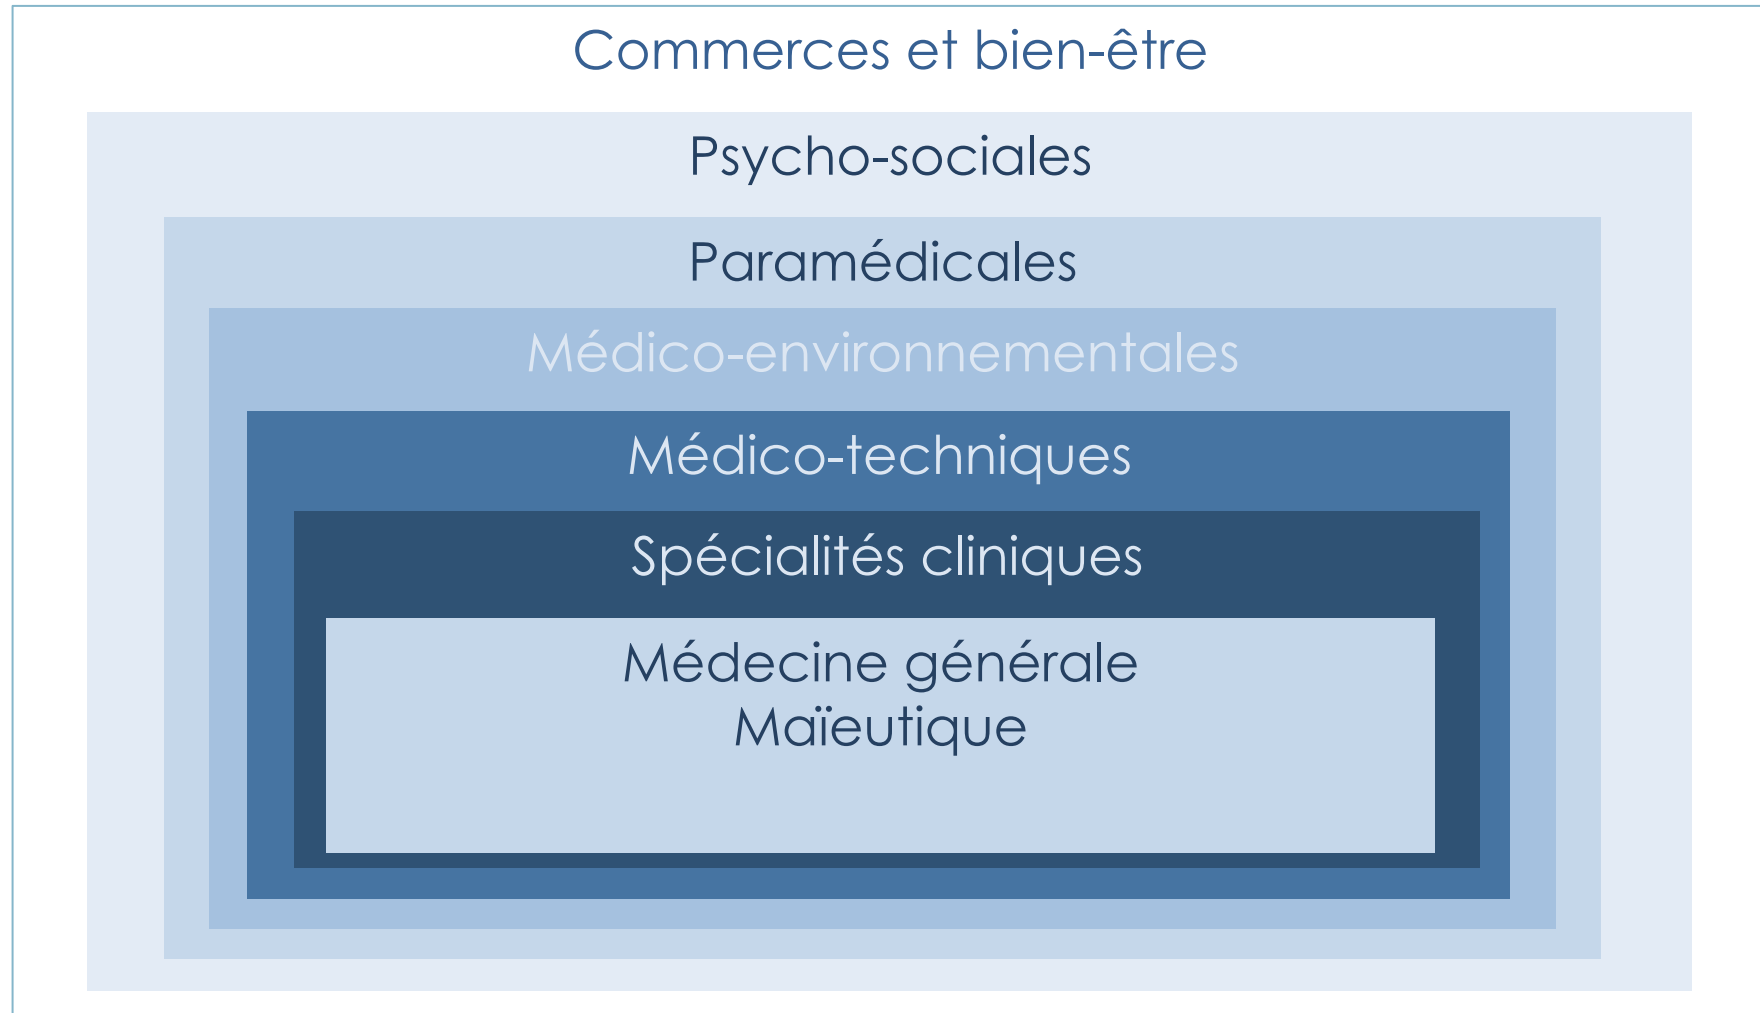 Commerces et bien-être
Psycho-sociales
Paramédicales
Médico-environnementales
Médico-techniques
Spécialités cliniques
Médecine générale
Maïeutique